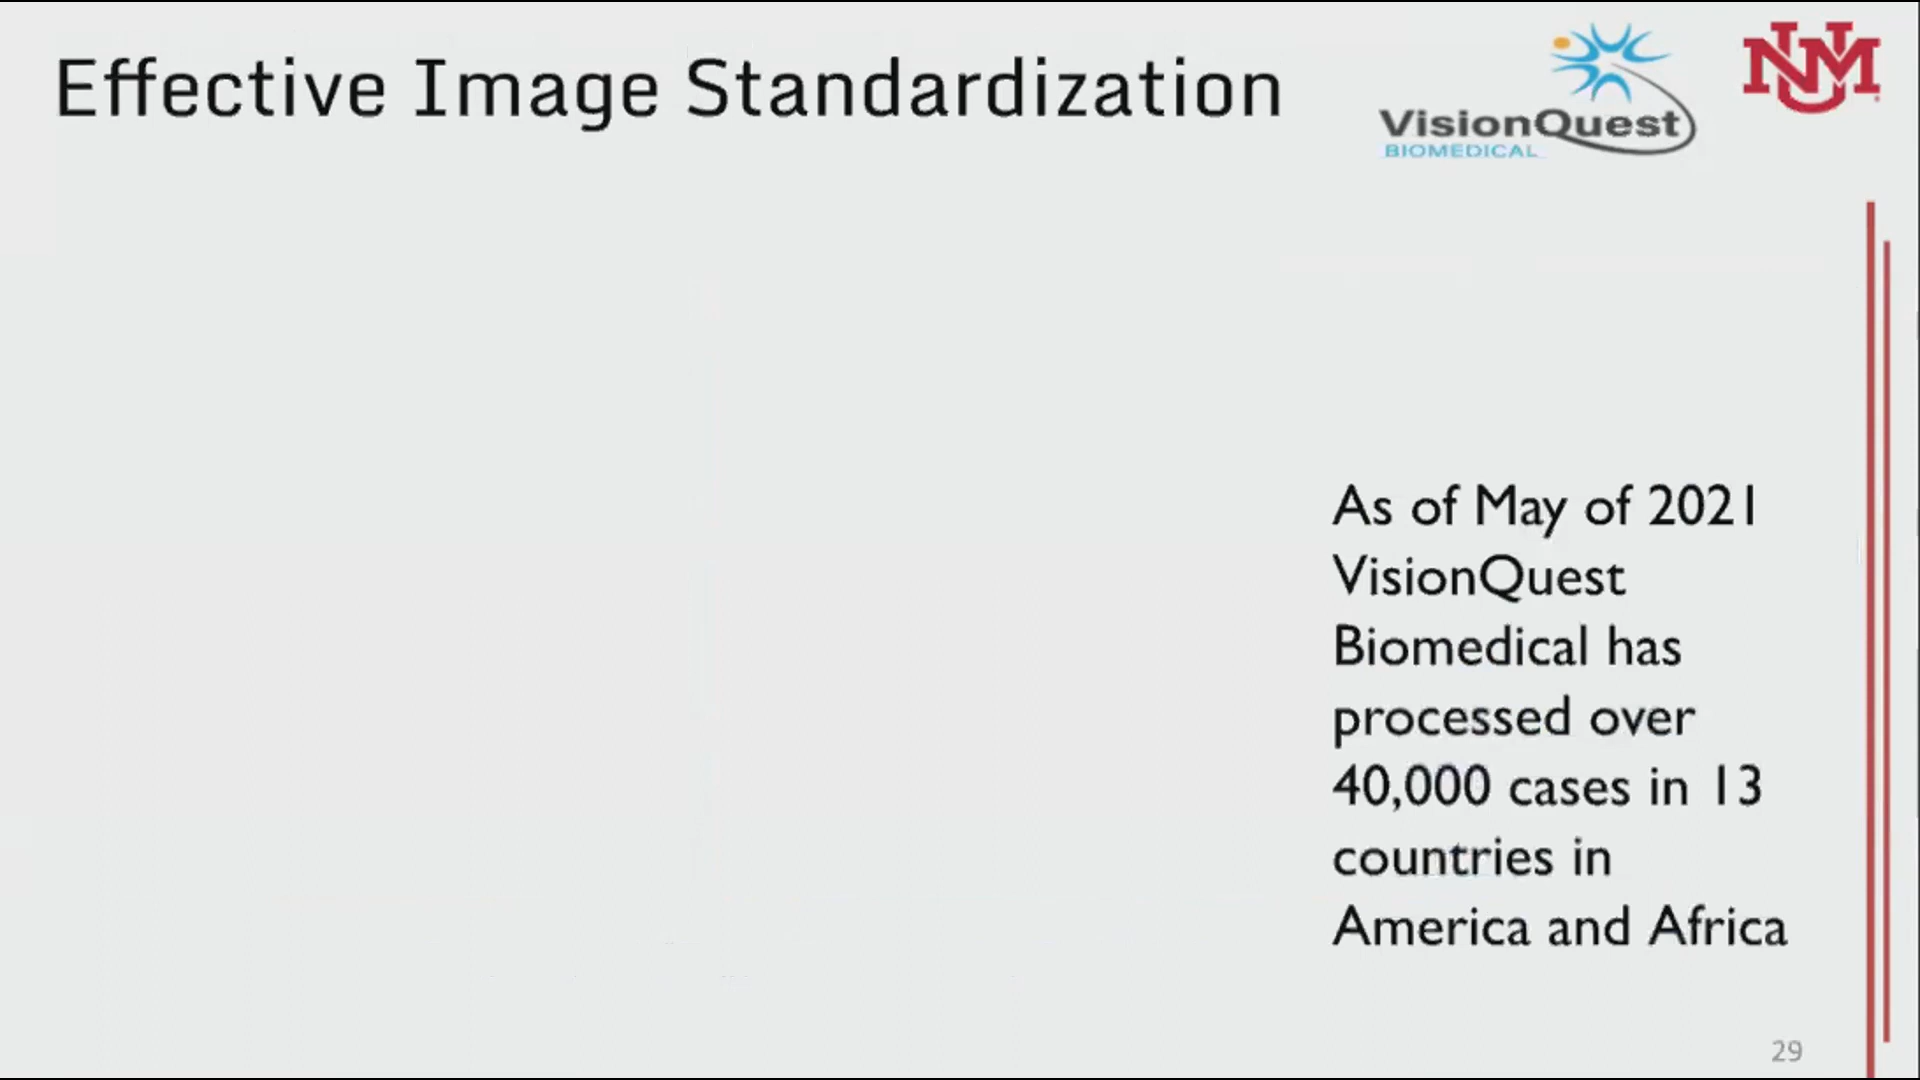 Effective Image Standardization
VisionQuest
BIOMEDICAL
UNM
As of May of 2021
VisionQuest
Biomedical has
processed over
40,000 cases in 13
countries in
America and Africa
29